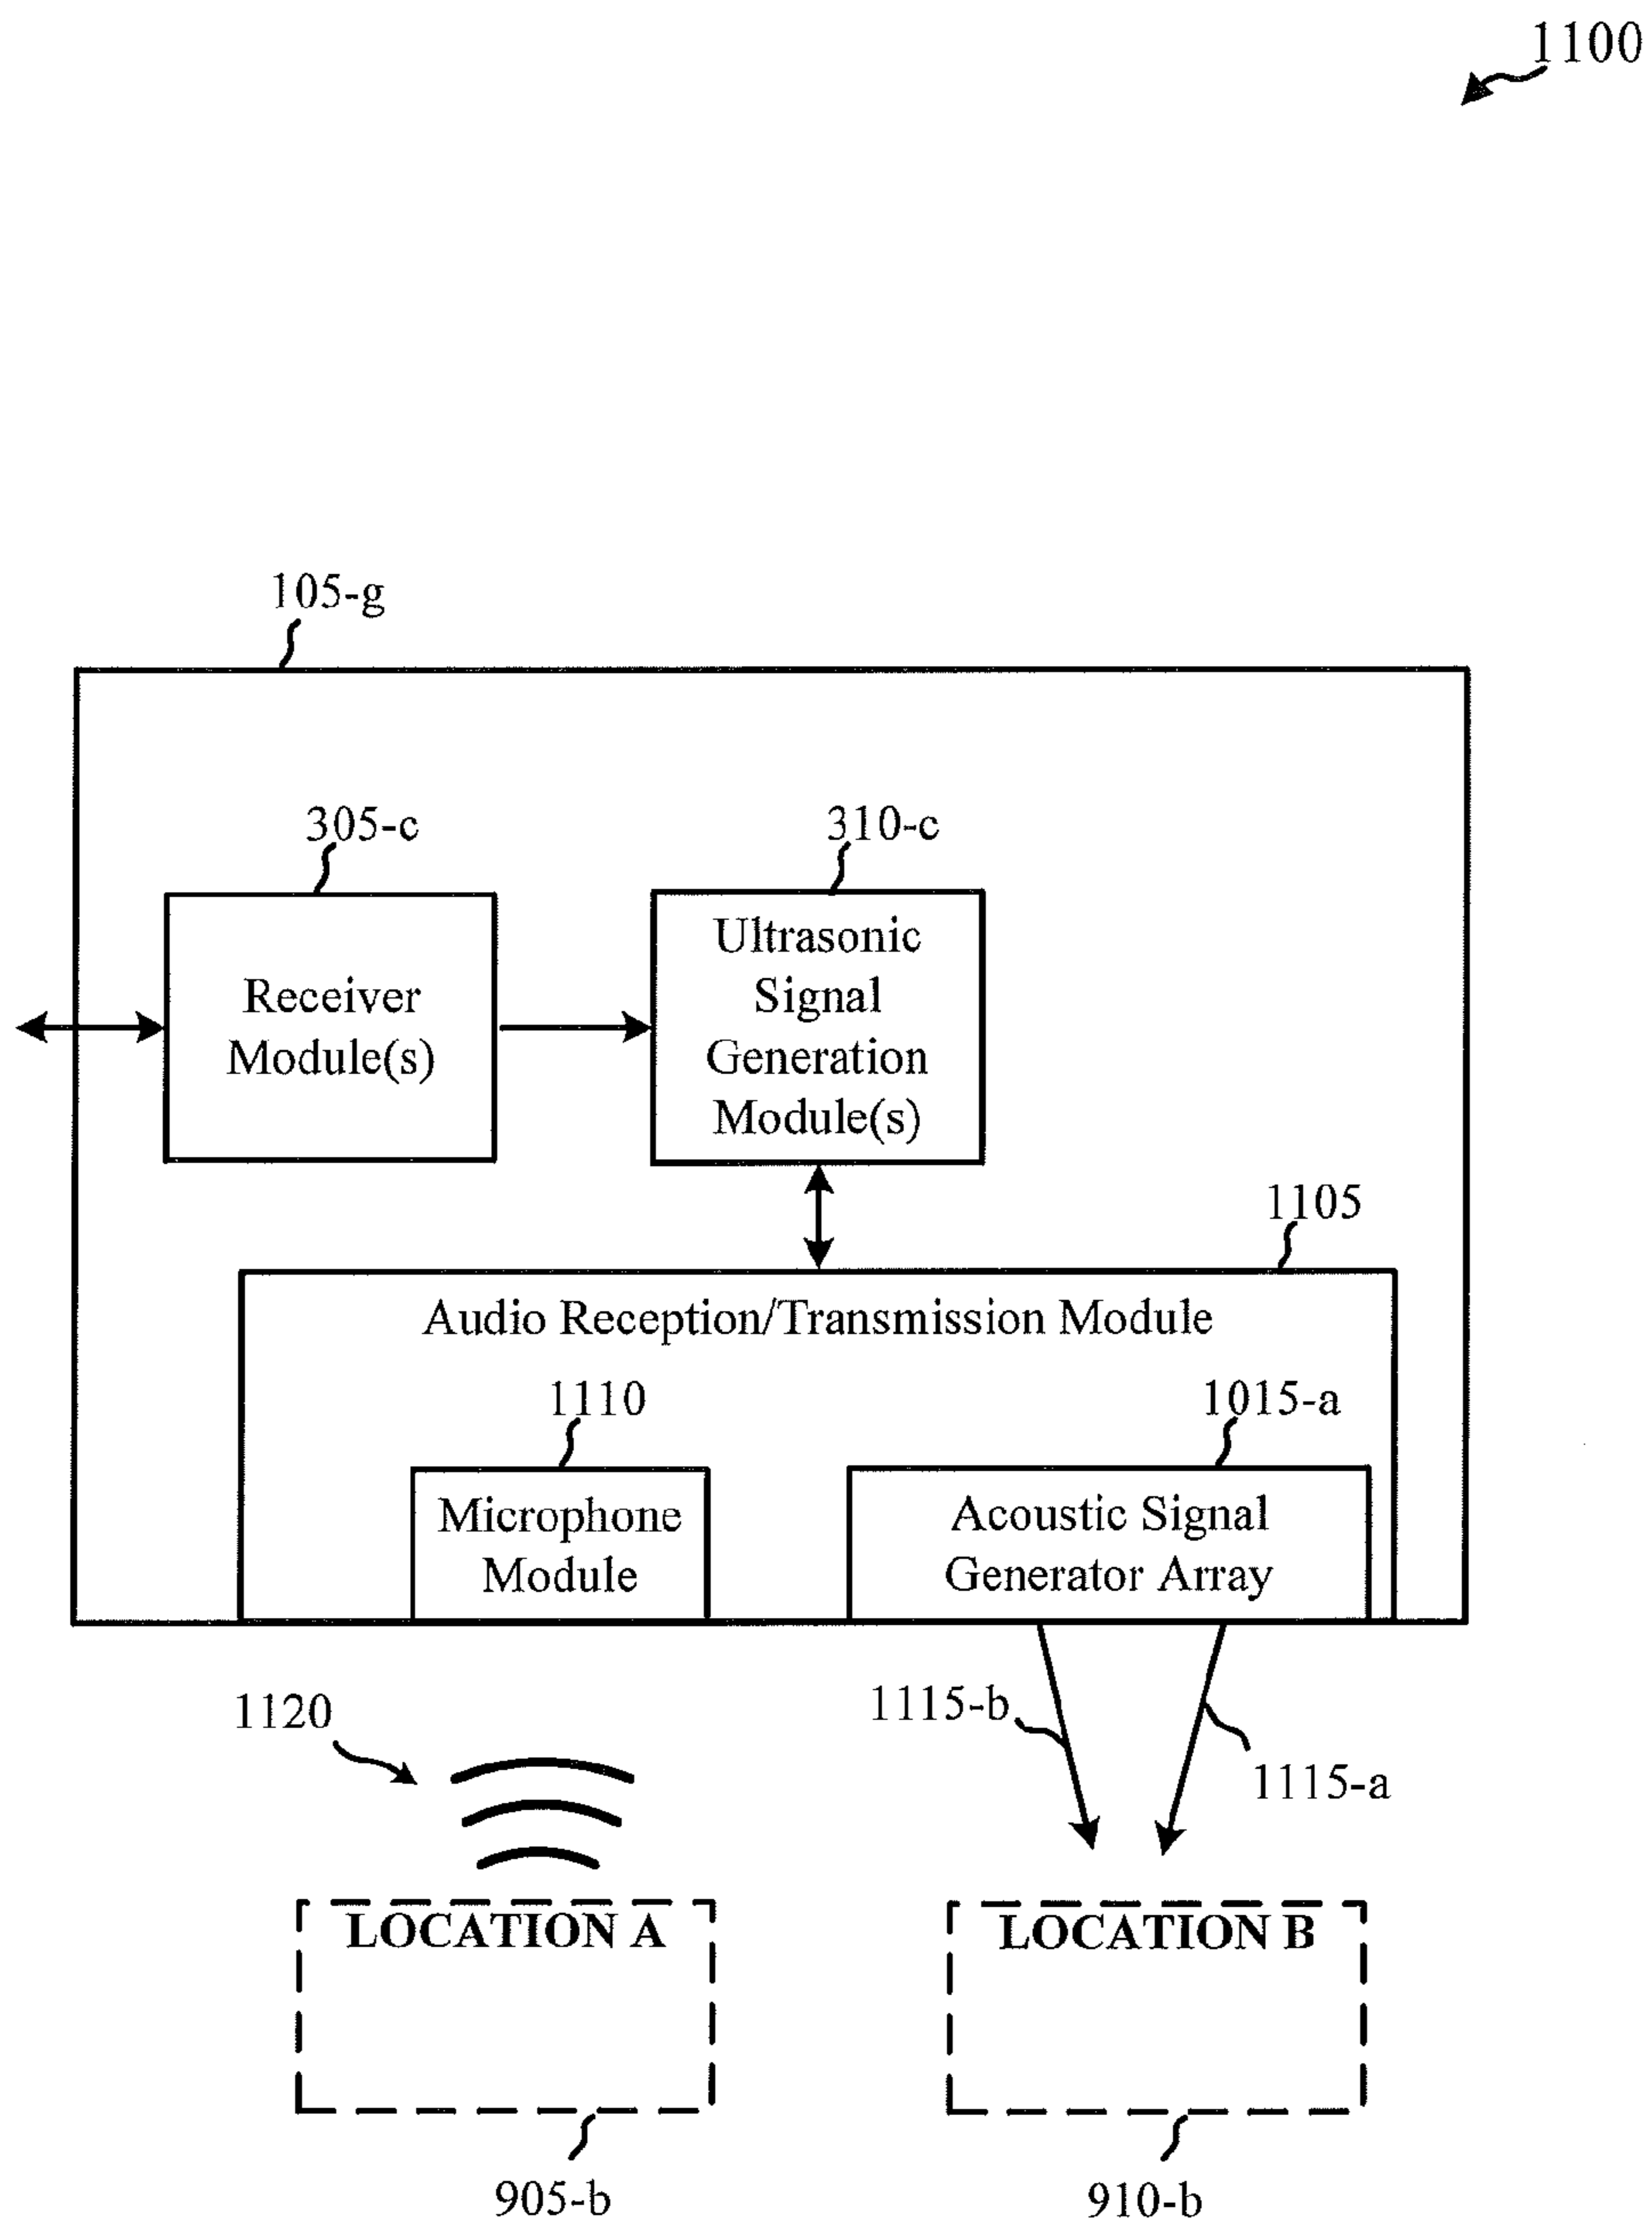 1100
105-g
305-c
310-c
Receiver
Module(s)
Ultrasonic
Signal
Generation
Module(s)
1105
Audio Reception/Transmission Module
1110
1015-a
Microphone
Module
Acoustic Signal
Generator Array
1115-b
1120
1115-a
LOCATION A
LOCATION B
905-b
910-b